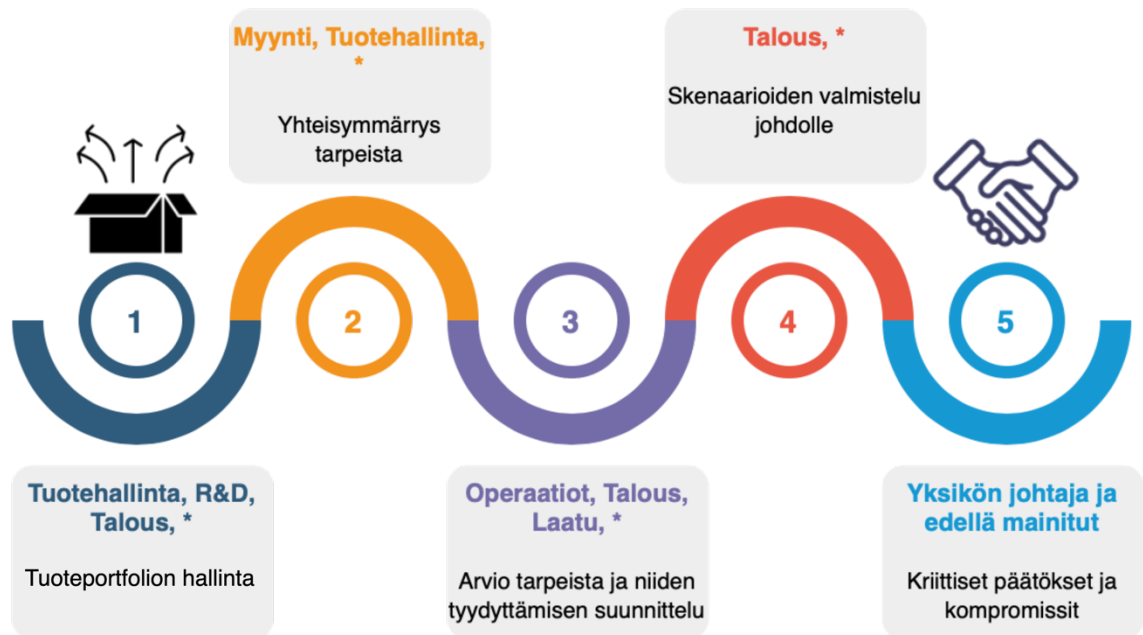 Myynti, Tuotehallinta,
*
Yhteisymmärrys
tarpeista
Talous, *
Skenaarioiden valmistelu
johdolle
1
2
3
4
5
Tuotehallinta, R&D,
Talous, *
Tuoteportfolion hallinta
Operaatiot, Talous,
Laatu, *
Arvio tarpeista ja niiden
tyydyttämisen suunnittelu
Yksikön johtaja ja
edellä mainitut
Kriittiset päätökset ja
kompromissit